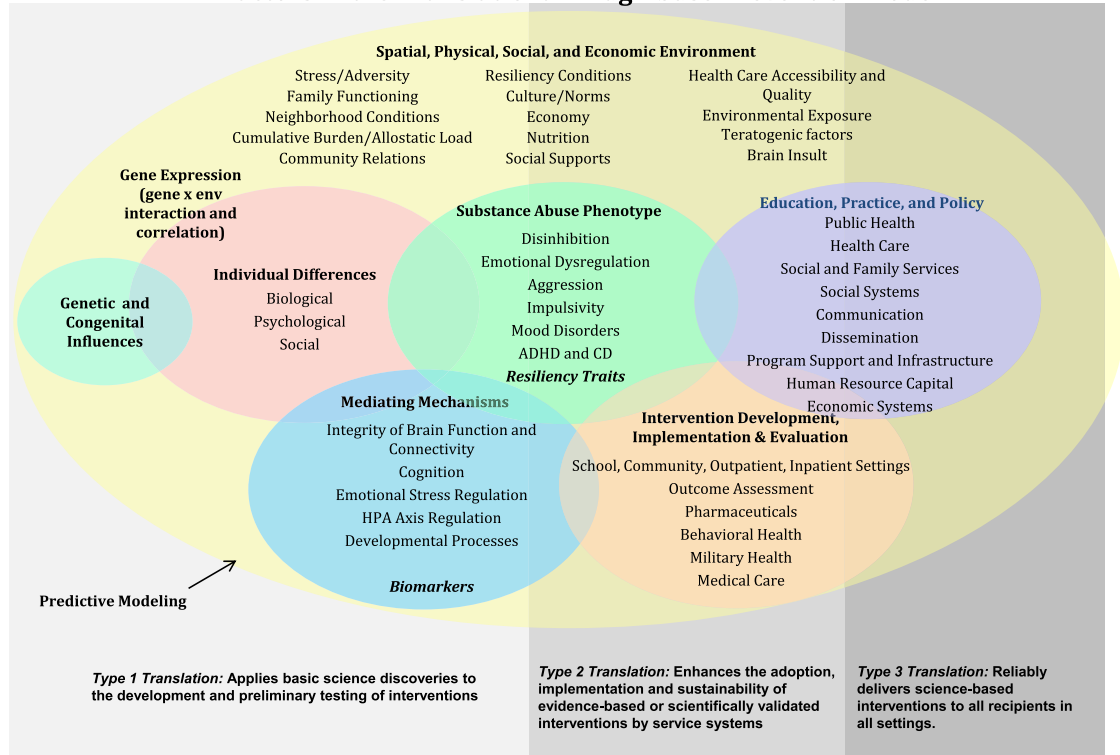 Spatial, Physical, Social, and Economic Environment
Stress/Adversity
Family Functioning
Neighborhood Conditions
Cumulative Burden/Allostatic Load
Community Relations
Resiliency Conditions
Culture/Norms
Economy
Nutrition
Social Supports
Health Care Accessibility and
Quality
Environmental Exposure
Teratogenic factors
Brain Insult
Gene Expression
(gene x env
interaction and
correlation)
Genetic and
Congenital
Influences
Individual Differences
Biological
Psychological
Social
Substance Abuse Phenotype
Disinhibition
Emotional Dysregulation
Aggression
Impulsivity
Mood Disorders
ADHD and CD
Resiliency Traits
Education, Practice, and Policy
Public Health
Health Care
Social and Family Services
Social Systems
Communication
Dissemination
Program Support and Infrastructure
Human Resource Capital
Economic Systems
Mediating Mechanisms
Integrity of Brain Function and
Connectivity
Cognition
Emotional Stress Regulation
HPA Axis Regulation
Developmental Processes
Biomarkers
Intervention Development,
Implementation & Evaluation
School, Community, Outpatient, Inpatient Settings
Outcome Assessment
Pharmaceuticals
Behavioral Health
Military Health
Medical Care
Predictive Modeling
Type 1 Translation: Applies basic science discoveries to
the development and preliminary testing of interventions
Type 2 Translation: Enhances the adoption,
implementation and sustainability of
evidence-based or scientifically validated
interventions by service systems
Type 3 Translation: Reliably
delivers science-based
interventions to all recipients in
all settings.